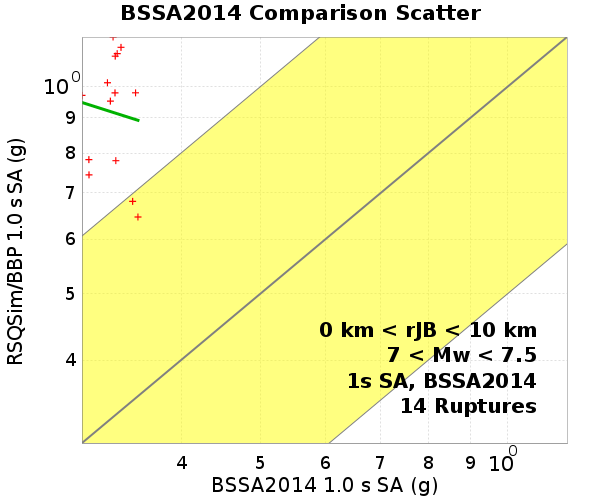 BSSA2014 Comparison Scatter
RSQSim/BBP 1.0 s SA (g)
10^0
9
8
7
6
5
4
0 km < rJB < 10 km
7 < Mw < 7.5
1s SA, BSSA2014
14 Ruptures
4 5 6 7 8 9 10^0
BSSA2014 1.0 s SA (g)